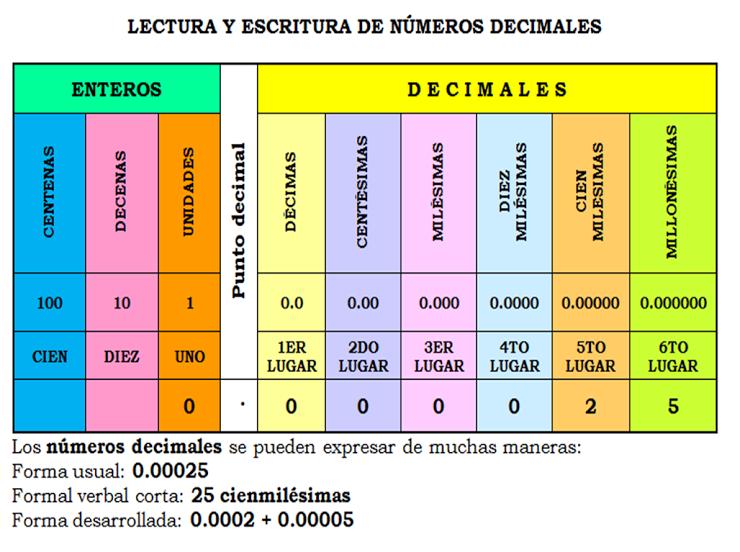 LECTURA Y ESCRITURA DE NÚMEROS DECIMALES
ENTEROS
DECIMALES
CENTENAS
DECENAS
UNIDADES
Punto decimal
DÉCIMAS
CENTÉSIMAS
MILÉSIMAS
DIEZ
MILÉSIMAS
CIEN
MILESIMAS
MILLONÉSIMAS
100 10 1 0.0 0.00 0.000 0.0000 0.00000 0.000000
CIEN DIEZ UNO
1ER
LUGAR
2DO
LUGAR
3ER
LUGAR
4TO
LUGAR
5TO
LUGAR
6TO
LUGAR
0 . 0 0 0 0 2 5
Los números decimales se pueden expresar de muchas maneras:
Forma usual: 0.00025
Formal verbal corta: 25 cienmilésimas
Forma desarrollada: 0.0002 + 0.00005